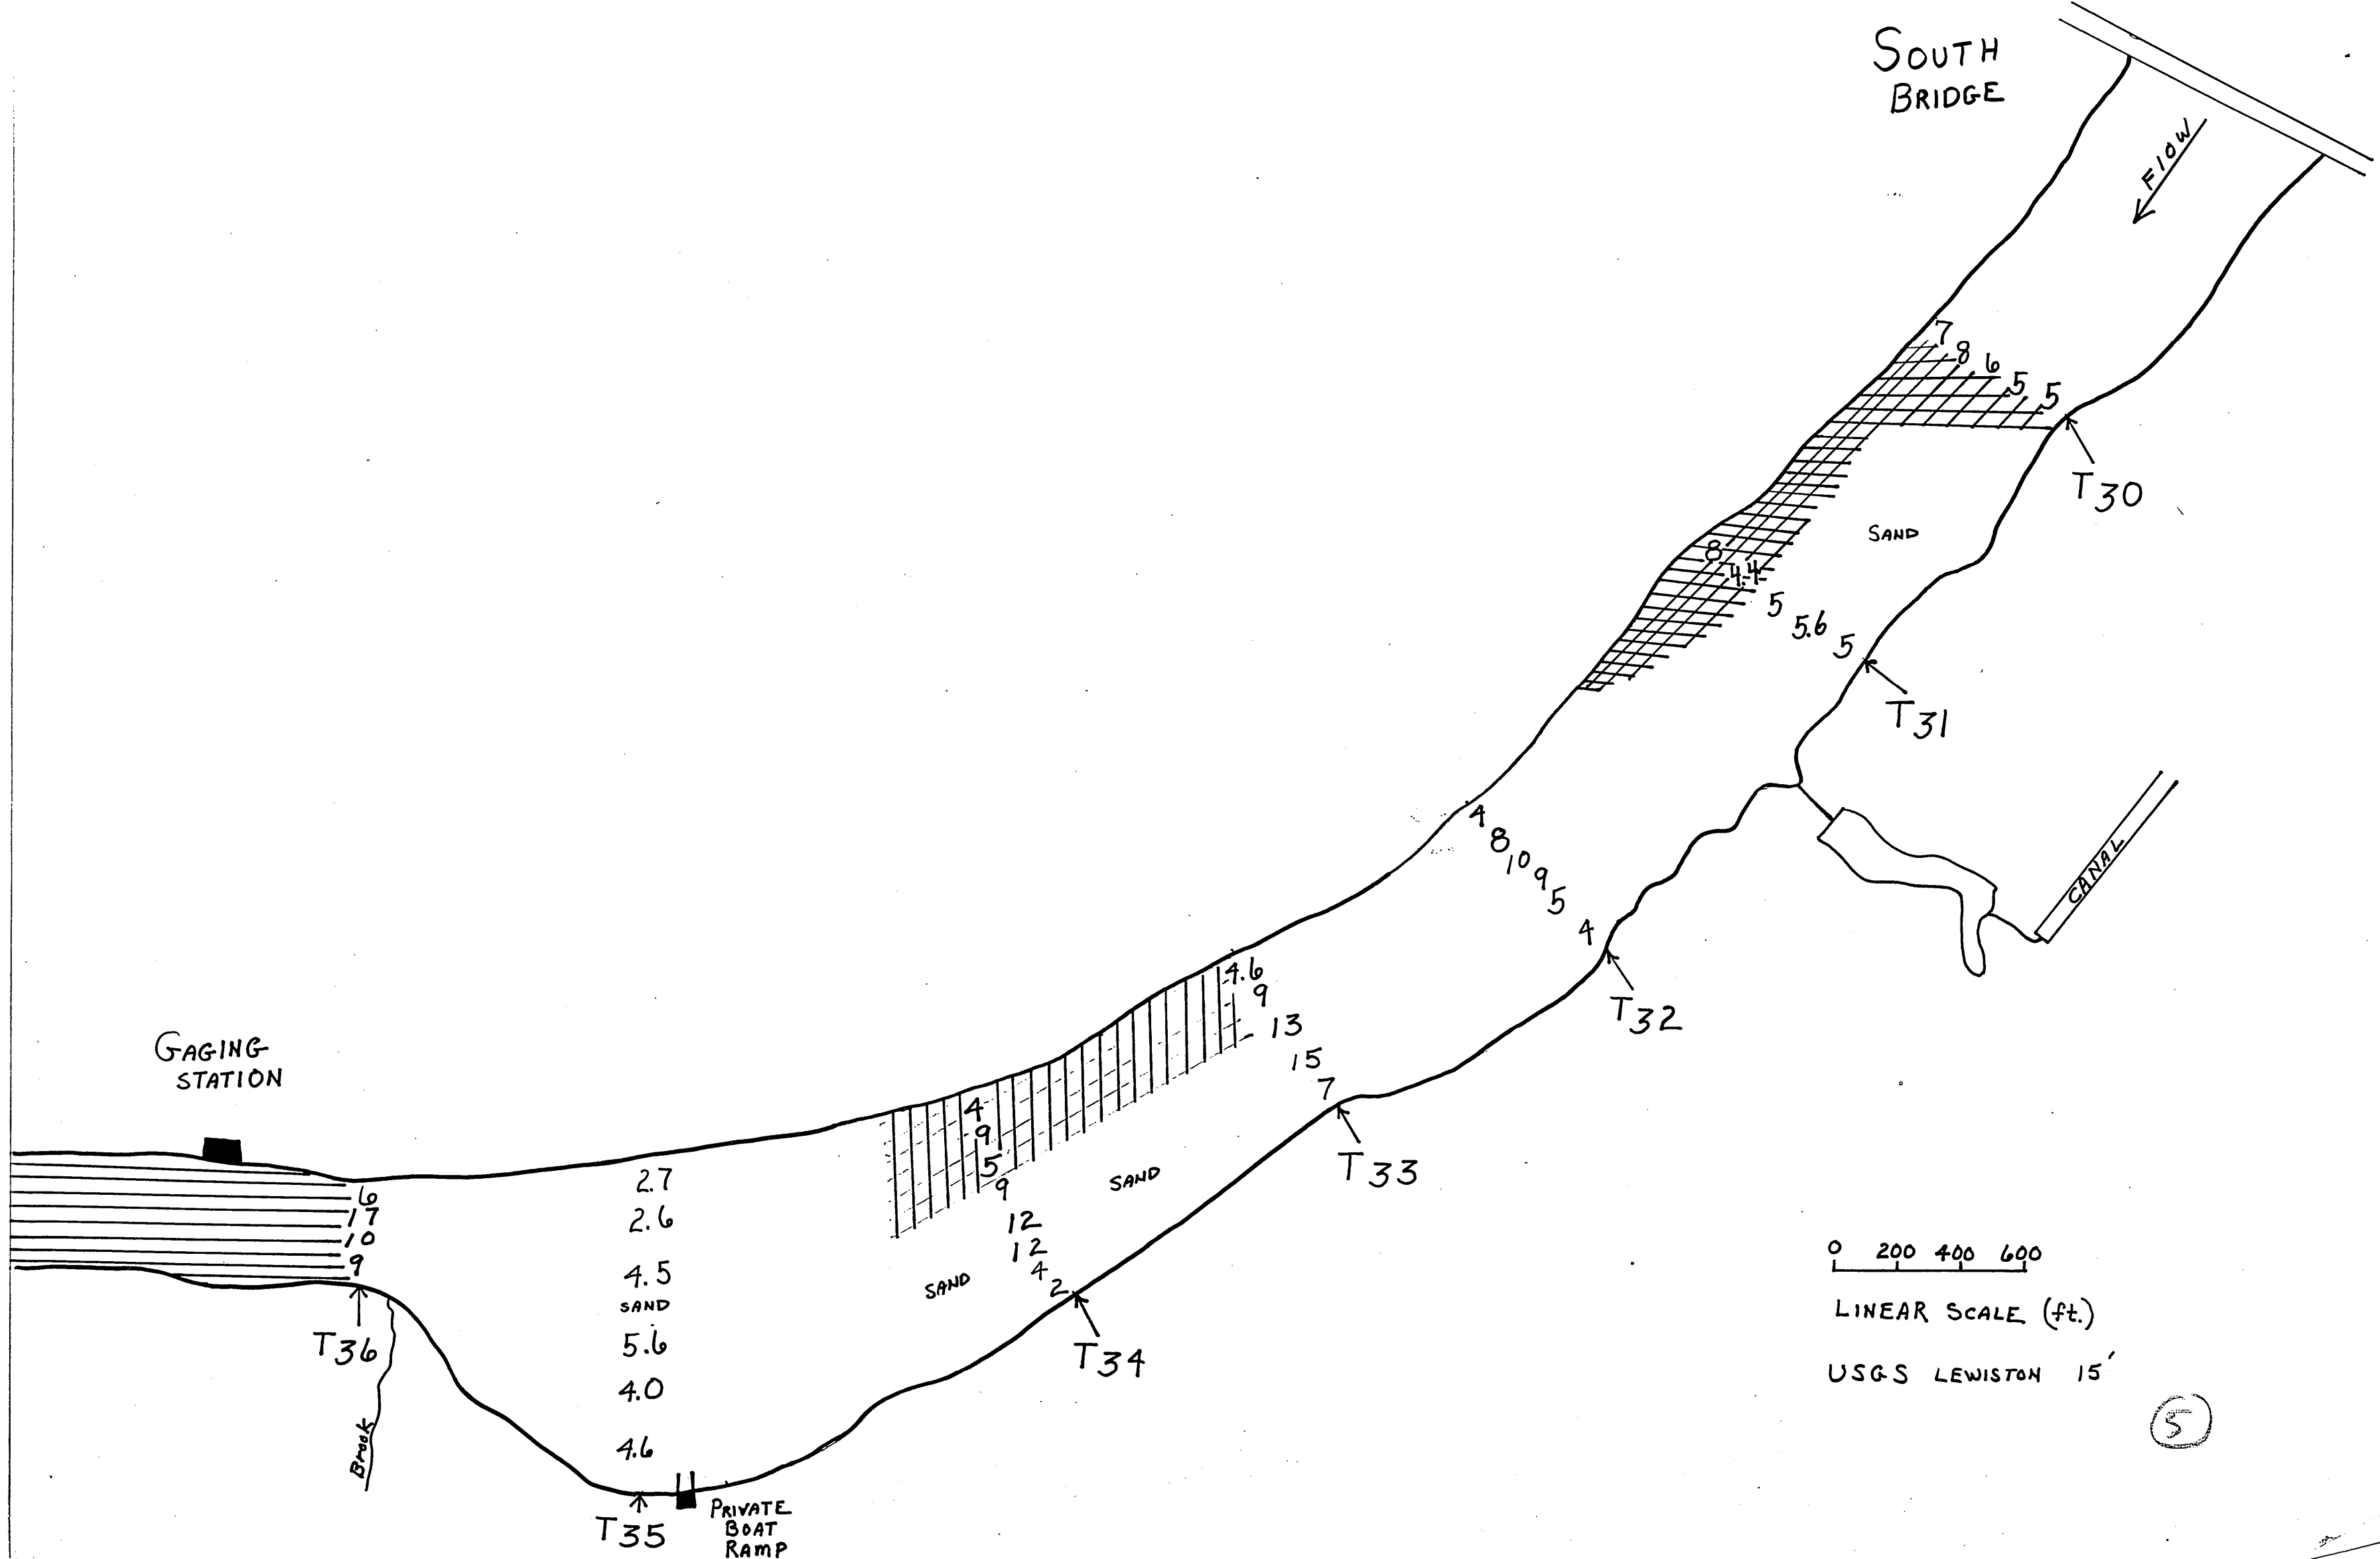 SOUTH
BRIDGE
FLOW
7
8
6
5
5
T30
SAND
8
4.4
5
5.6
5
T31
4
8
10
9
5
4
T32
CANAL
4.6
9
13
15
7
T33
4
9
5
9
12
12
4
2
T34
SAND
SAND
GAGING
STATION
2.7
2.6
4.5
SAND
5.6
4.0
4.6
T35
PRIVATE
BOAT
RAMP
6
17
10
9
T36
Brook
0 200 400 600
LINEAR SCALE (ft.)
USGS LEWISTON 15'
5